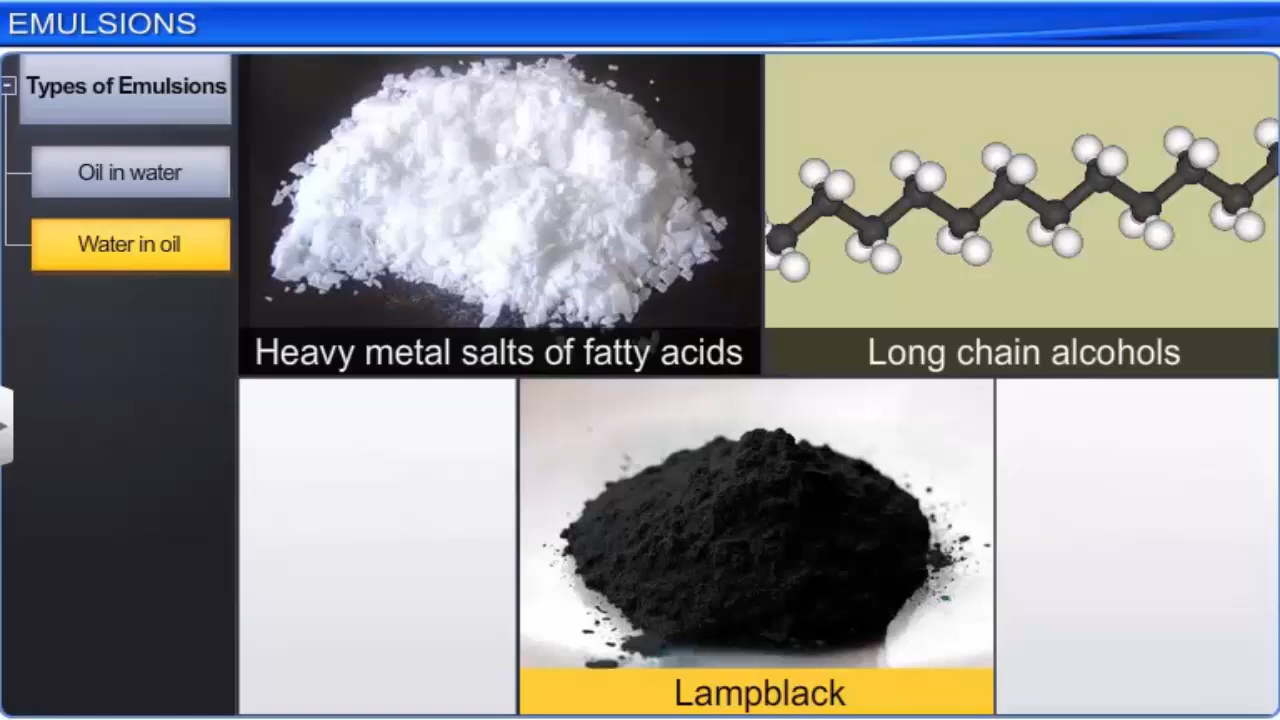 EMULSIONS
Types of Emulsions
Oil in water
Water in oil
Heavy metal salts of fatty acids
Long chain alcohols
Lampblack